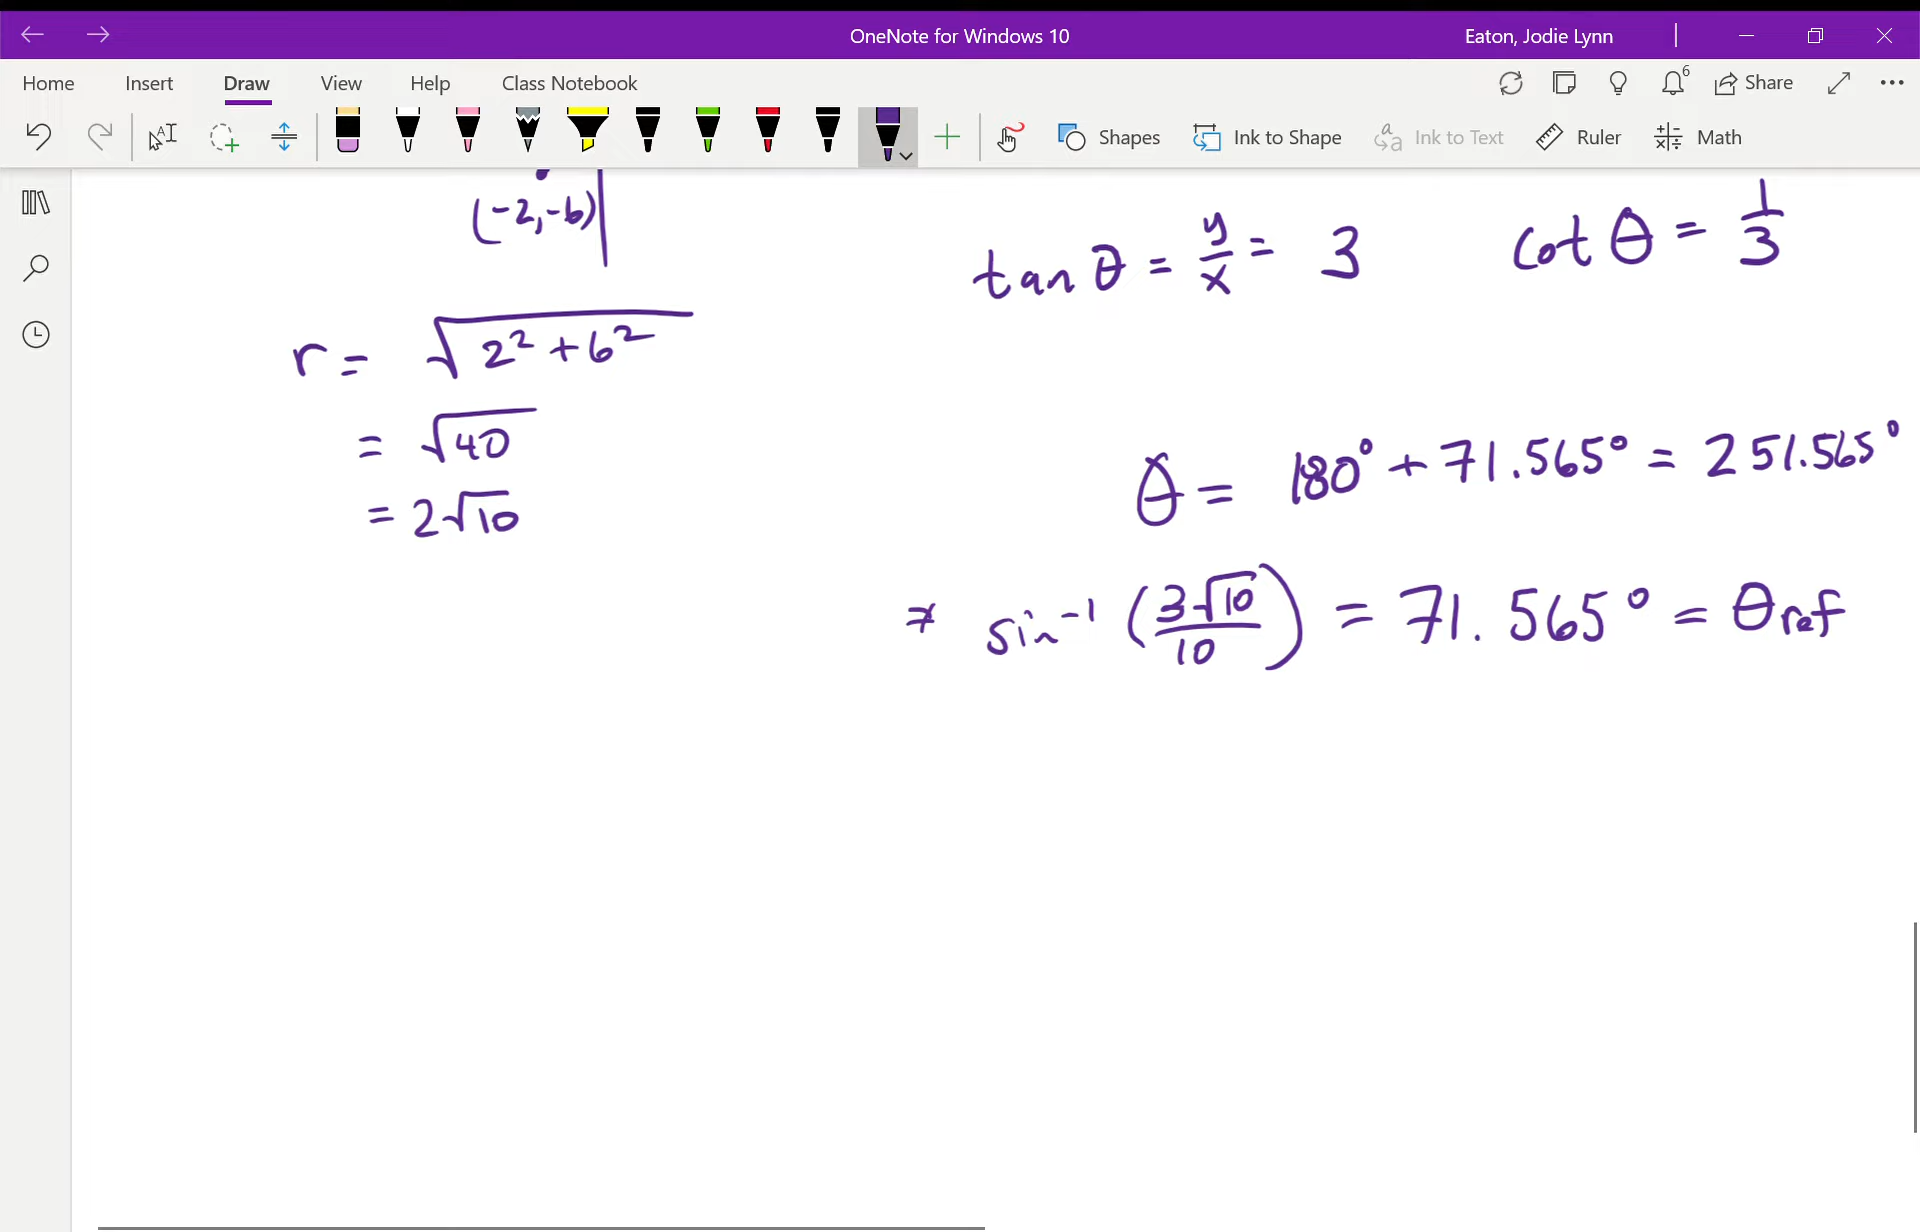 OneNote for Windows 10
Eaton, Jodie Lynn
Home Insert Draw View Help Class Notebook
6
Share
Shapes Ink to Shape Ink to Text Ruler Math
(-2,-6)
r = √(2² + 6²)
= √40
= 2√10
tan θ = y/x = 3
cot θ = 1/3
θ = 180° + 71.565° = 251.565°
sin⁻¹ (3√10/10) = 71.565° = θref